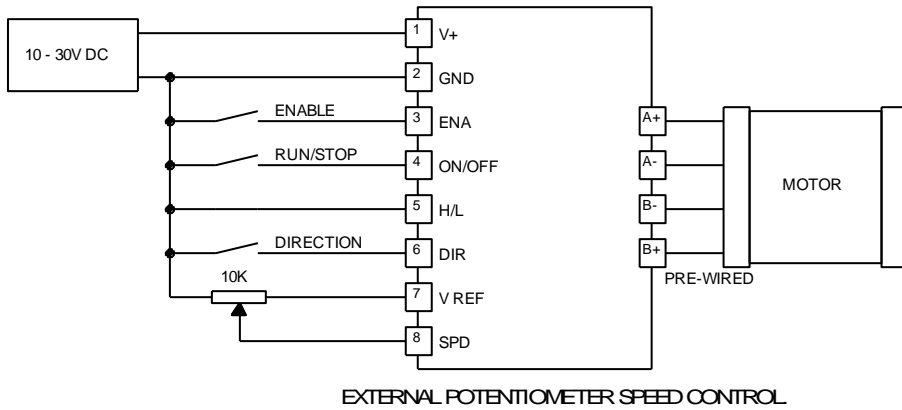 10 - 30V DC
1 V+
2 GND
ENABLE 3 ENA
RUN/STOP 4 ON/OFF
5 H/L
DIRECTION 6 DIR
10K 7 V REF
8 SPD
A+
A-
B-
B+
PRE-WIRED
MOTOR
EXTERNAL POTENTIOMETER SPEED CONTROL